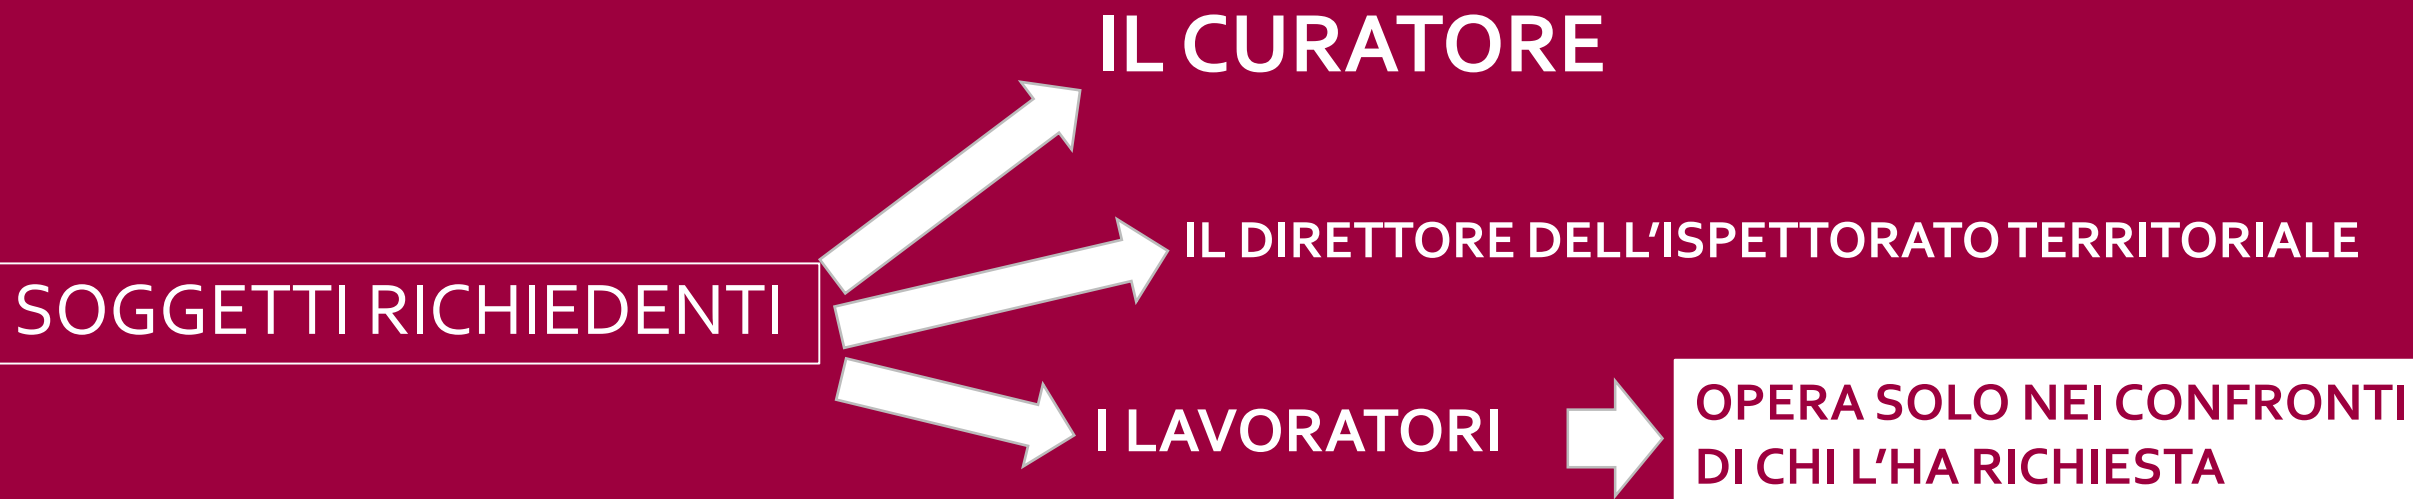 IL CURATORE
IL DIRETTORE DELL'ISPETTORATO TERRITORIALE
SOGGETTI RICHIEDENTI
I LAVORATORI
OPERA SOLO NEI CONFRONTI
DI CHI L'HA RICHIESTA